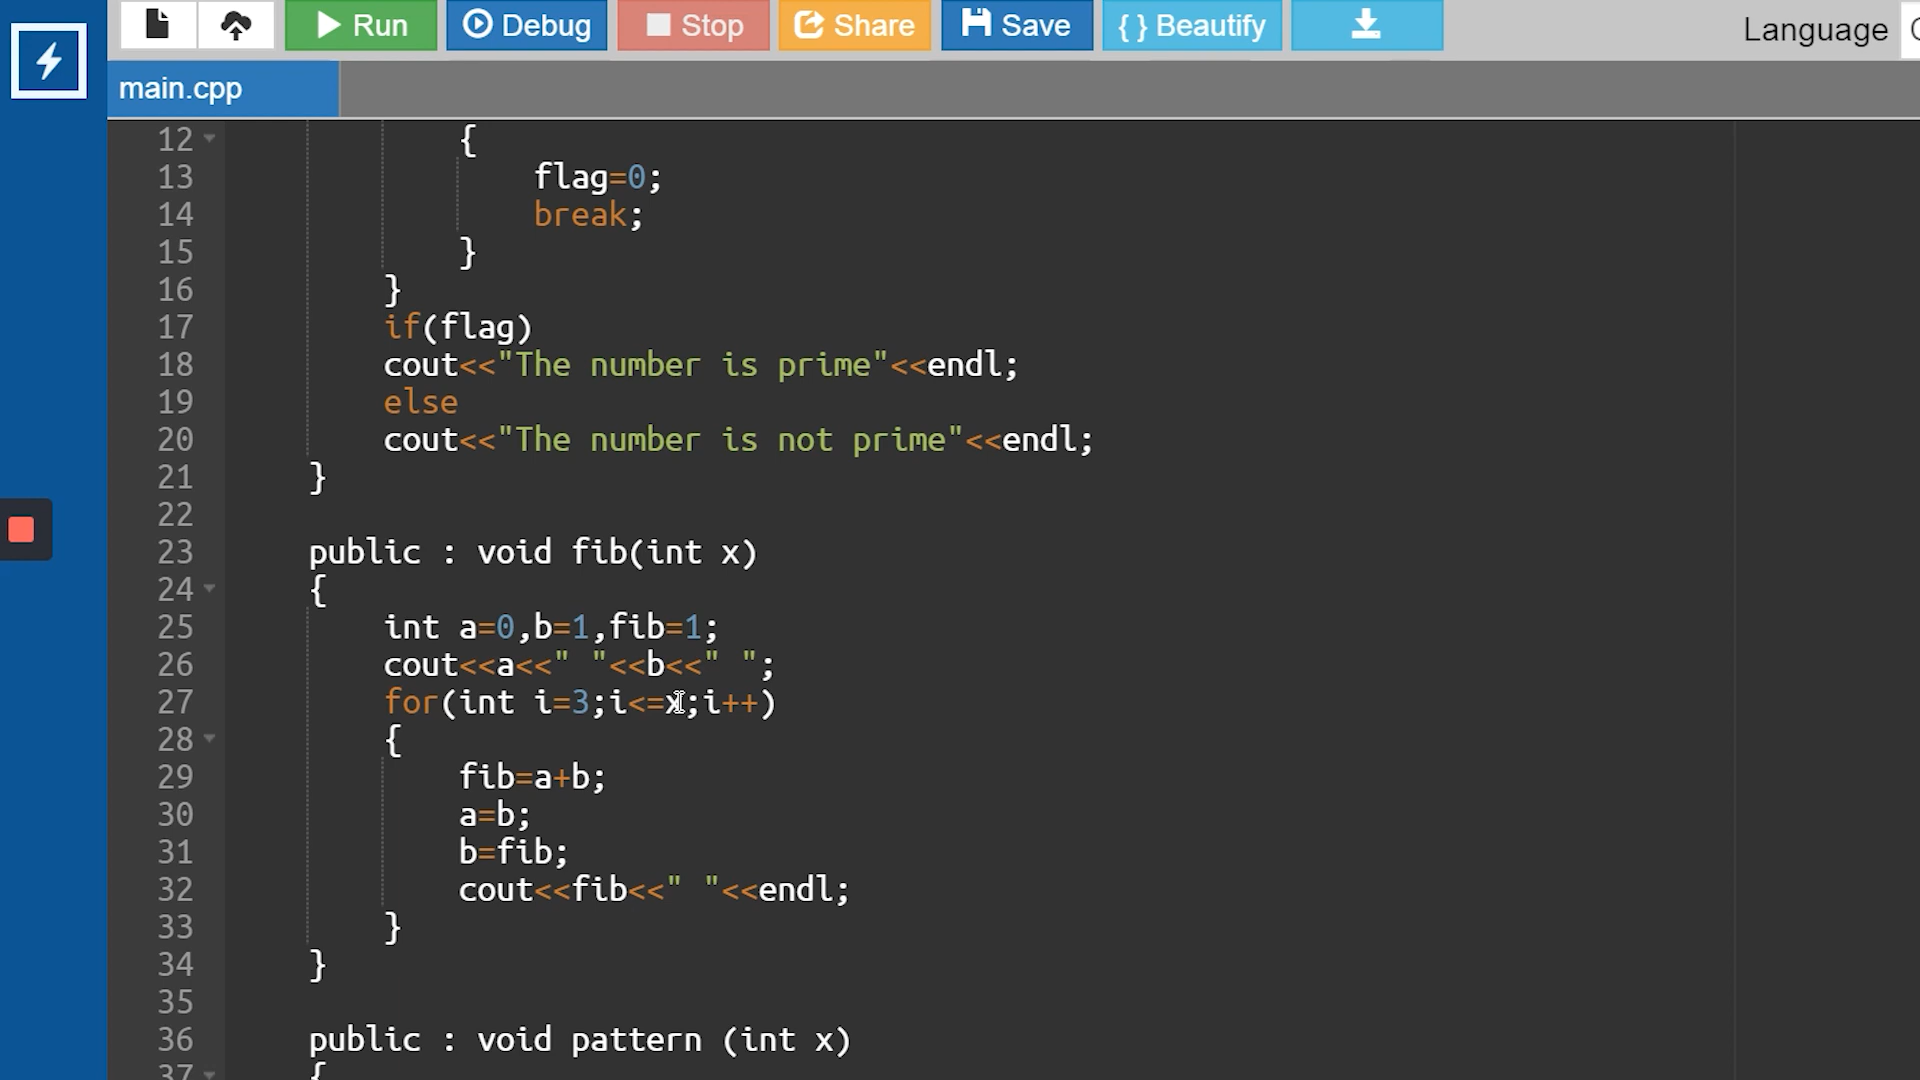 Run Debug Stop Share Save { } Beautify Language
main.cpp
12 {
13 flag=0;
14 break;
15 }
16 }
17 if(flag)
18 cout<<"The number is prime"<<endl;
19 else
20 cout<<"The number is not prime"<<endl;
21 }
22
23 public : void fib(int x)
24 {
25 int a=0,b=1,fib=1;
26 cout<<a<<" "<<b<<" ";
27 for(int i=3;i<=x;i++)
28 {
29 fib=a+b;
30 a=b;
31 b=fib;
32 cout<<fib<<" "<<endl;
33 }
34 }
35
36 public : void pattern (int x)
37 {